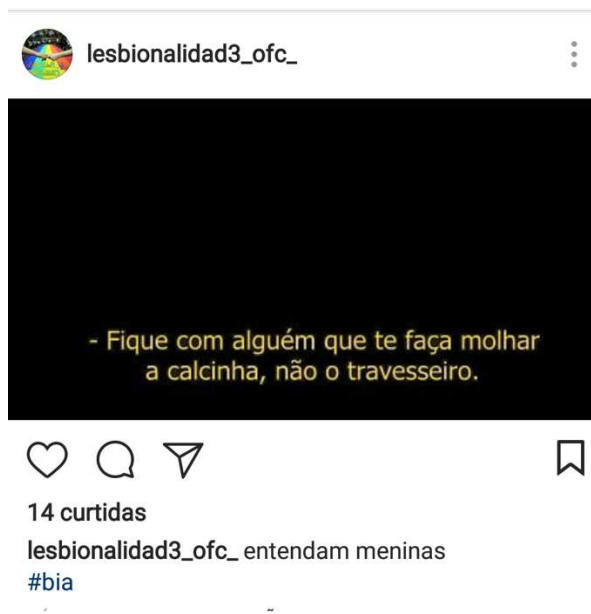 lesbionalidad3_ofc_
- Fique com alguém que te faça molhar
a calcinha, não o travesseiro.
14 curtidas
lesbionalidad3_ofc_ entendam meninas
#bia